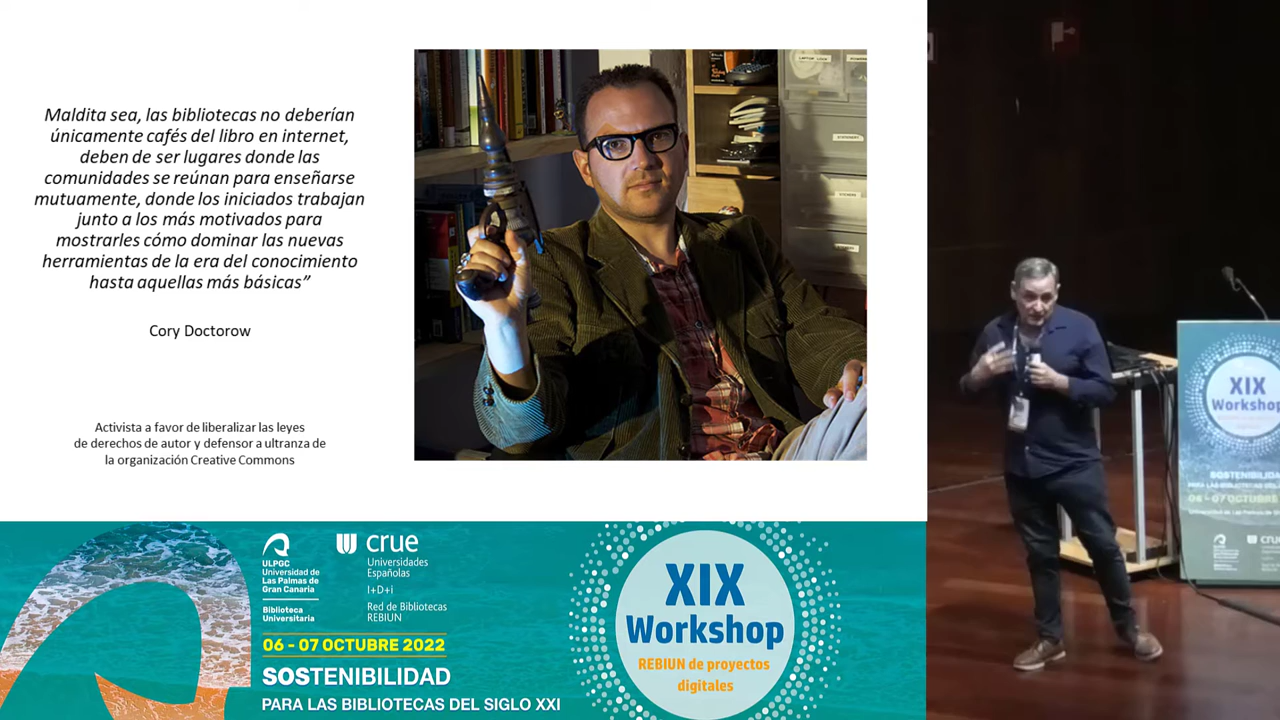 Maldita sea, las bibliotecas no deberían
únicamente cafés del libro en internet,
deben de ser lugares donde las
comunidades se reúnan para enseñarse
mutuamente, donde los iniciados trabajan
junto a los más motivados para
mostrarles cómo dominar las nuevas
herramientas de la era del conocimiento
hasta aquellas más básicas”
Cory Doctorow
Activista a favor de liberalizar las leyes
de derechos de autor y defensor a ultranza de
la organización Creative Commons
ULPGC
Universidad de
Las Palmas de
Gran Canaria
Biblioteca
Universitaria
crue
Universidades
Españolas
I+D+i
Red de Bibliotecas
REBIUN
06 - 07 OCTUBRE 2022
SOSTENIBILIDAD
PARA LAS BIBLIOTECAS DEL SIGLO XXI
XIX
Workshop
REBIUN de proyectos
digitales
XIX
Workshop
SOSTENIBILIDA
06 - 07 OCTUBRE
crue